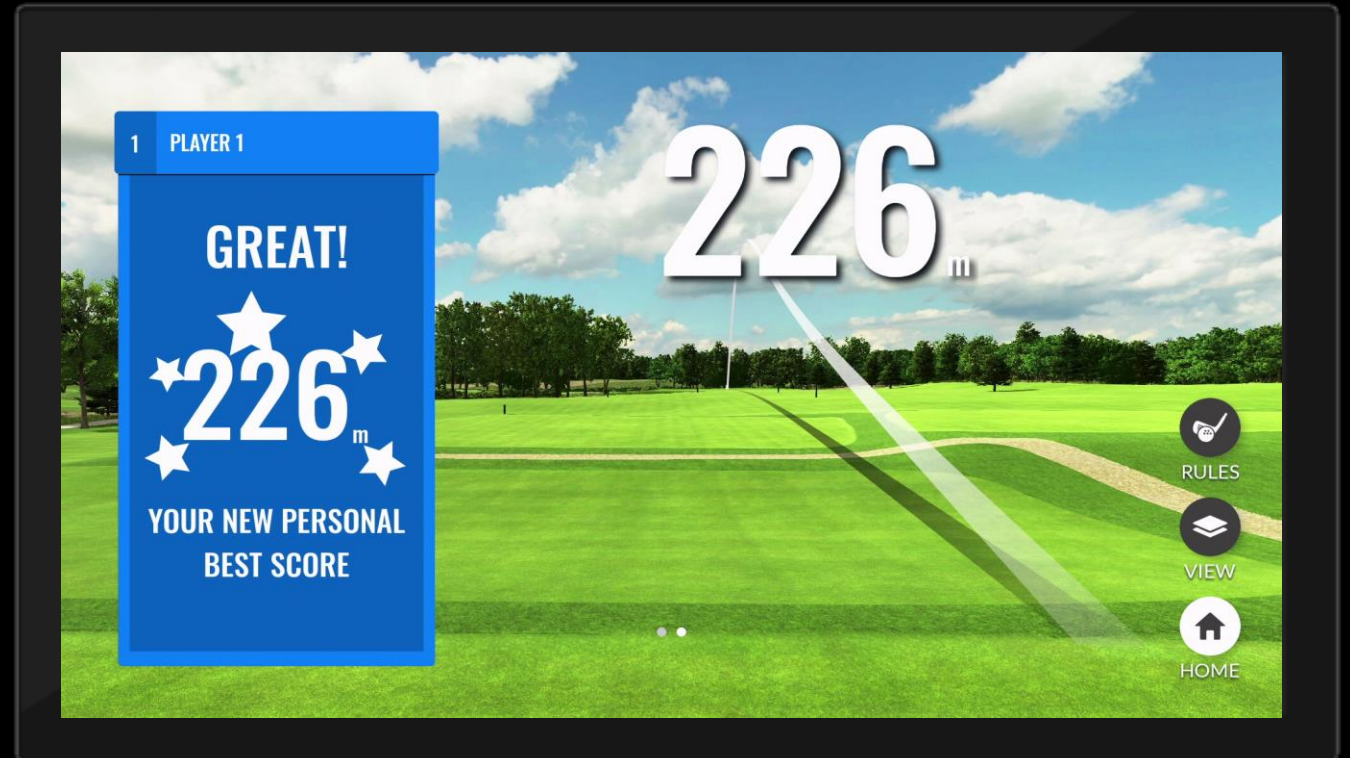 1 PLAYER 1
GREAT!
226 m
YOUR NEW PERSONAL
BEST SCORE
226 m
RULES
VIEW
HOME